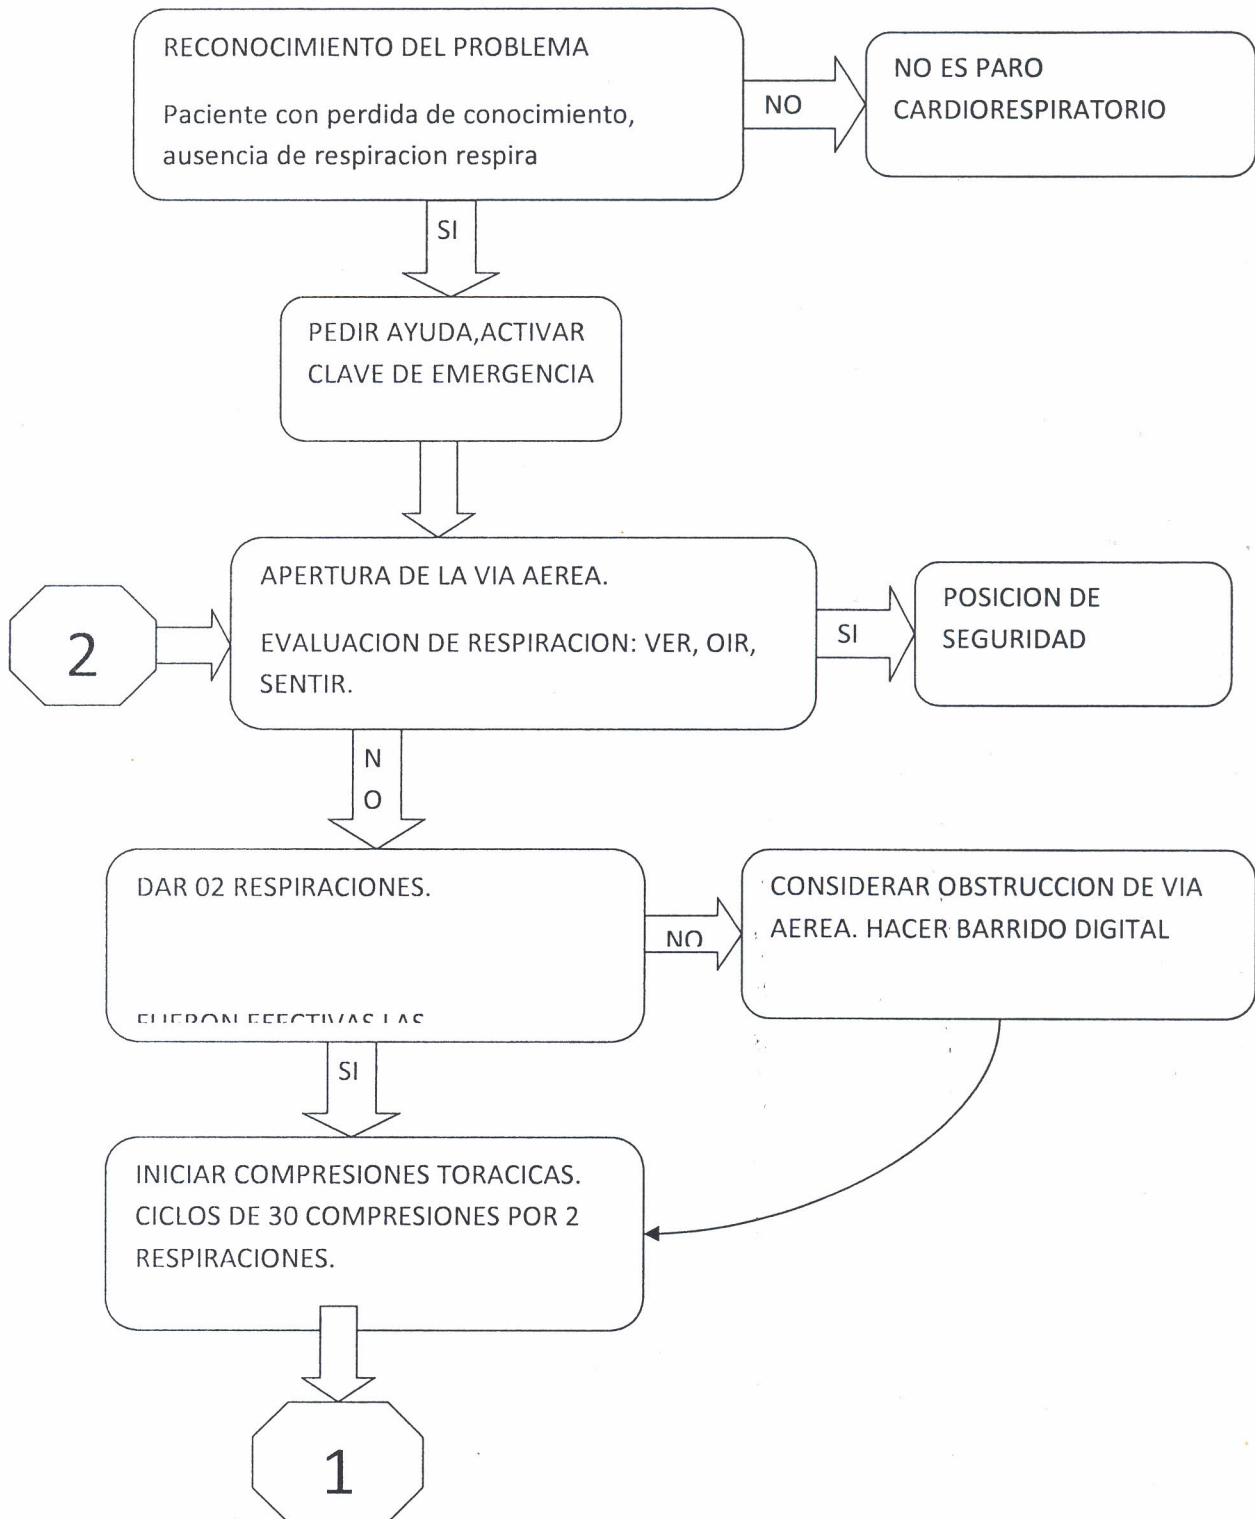 RECONOCIMIENTO DEL PROBLEMA
Paciente con perdida de conocimiento,
ausencia de respiracion respira
NO
NO ES PARO
CARDIORESPIRATORIO
SI
PEDIR AYUDA,ACTIVAR
CLAVE DE EMERGENCIA
2
APERTURA DE LA VIA AEREA.
EVALUACION DE RESPIRACION: VER, OIR,
SENTIR.
SI
POSICION DE
SEGURIDAD
N
O
DAR 02 RESPIRACIONES.
FUERON EFECTIVAS LAS
NO
CONSIDERAR OBSTRUCCION DE VIA
AEREA. HACER BARRIDO DIGITAL
SI
INICIAR COMPRESIONES TORACICAS.
CICLOS DE 30 COMPRESIONES POR 2
RESPIRACIONES.
1